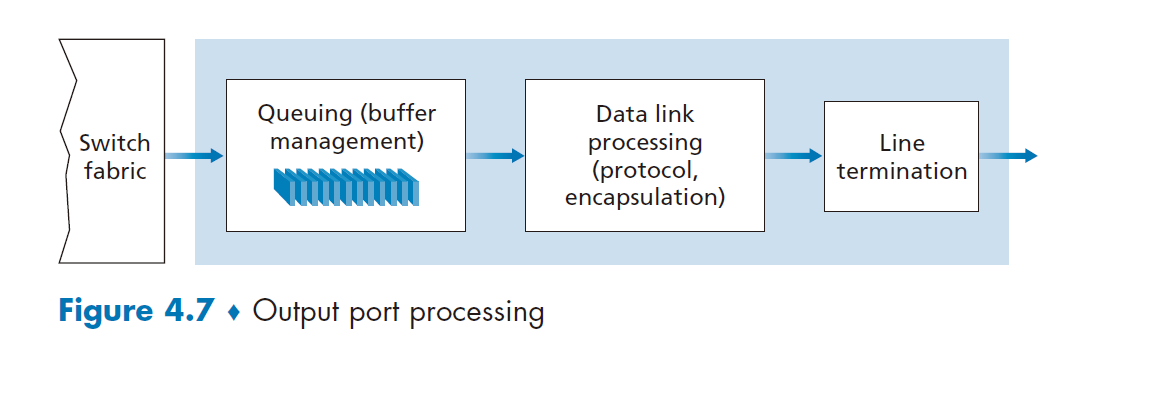 Switch
fabric
Queuing (buffer
management)
Data link
processing
(protocol,
encapsulation)
Line
termination
Figure 4.7 ♦ Output port processing